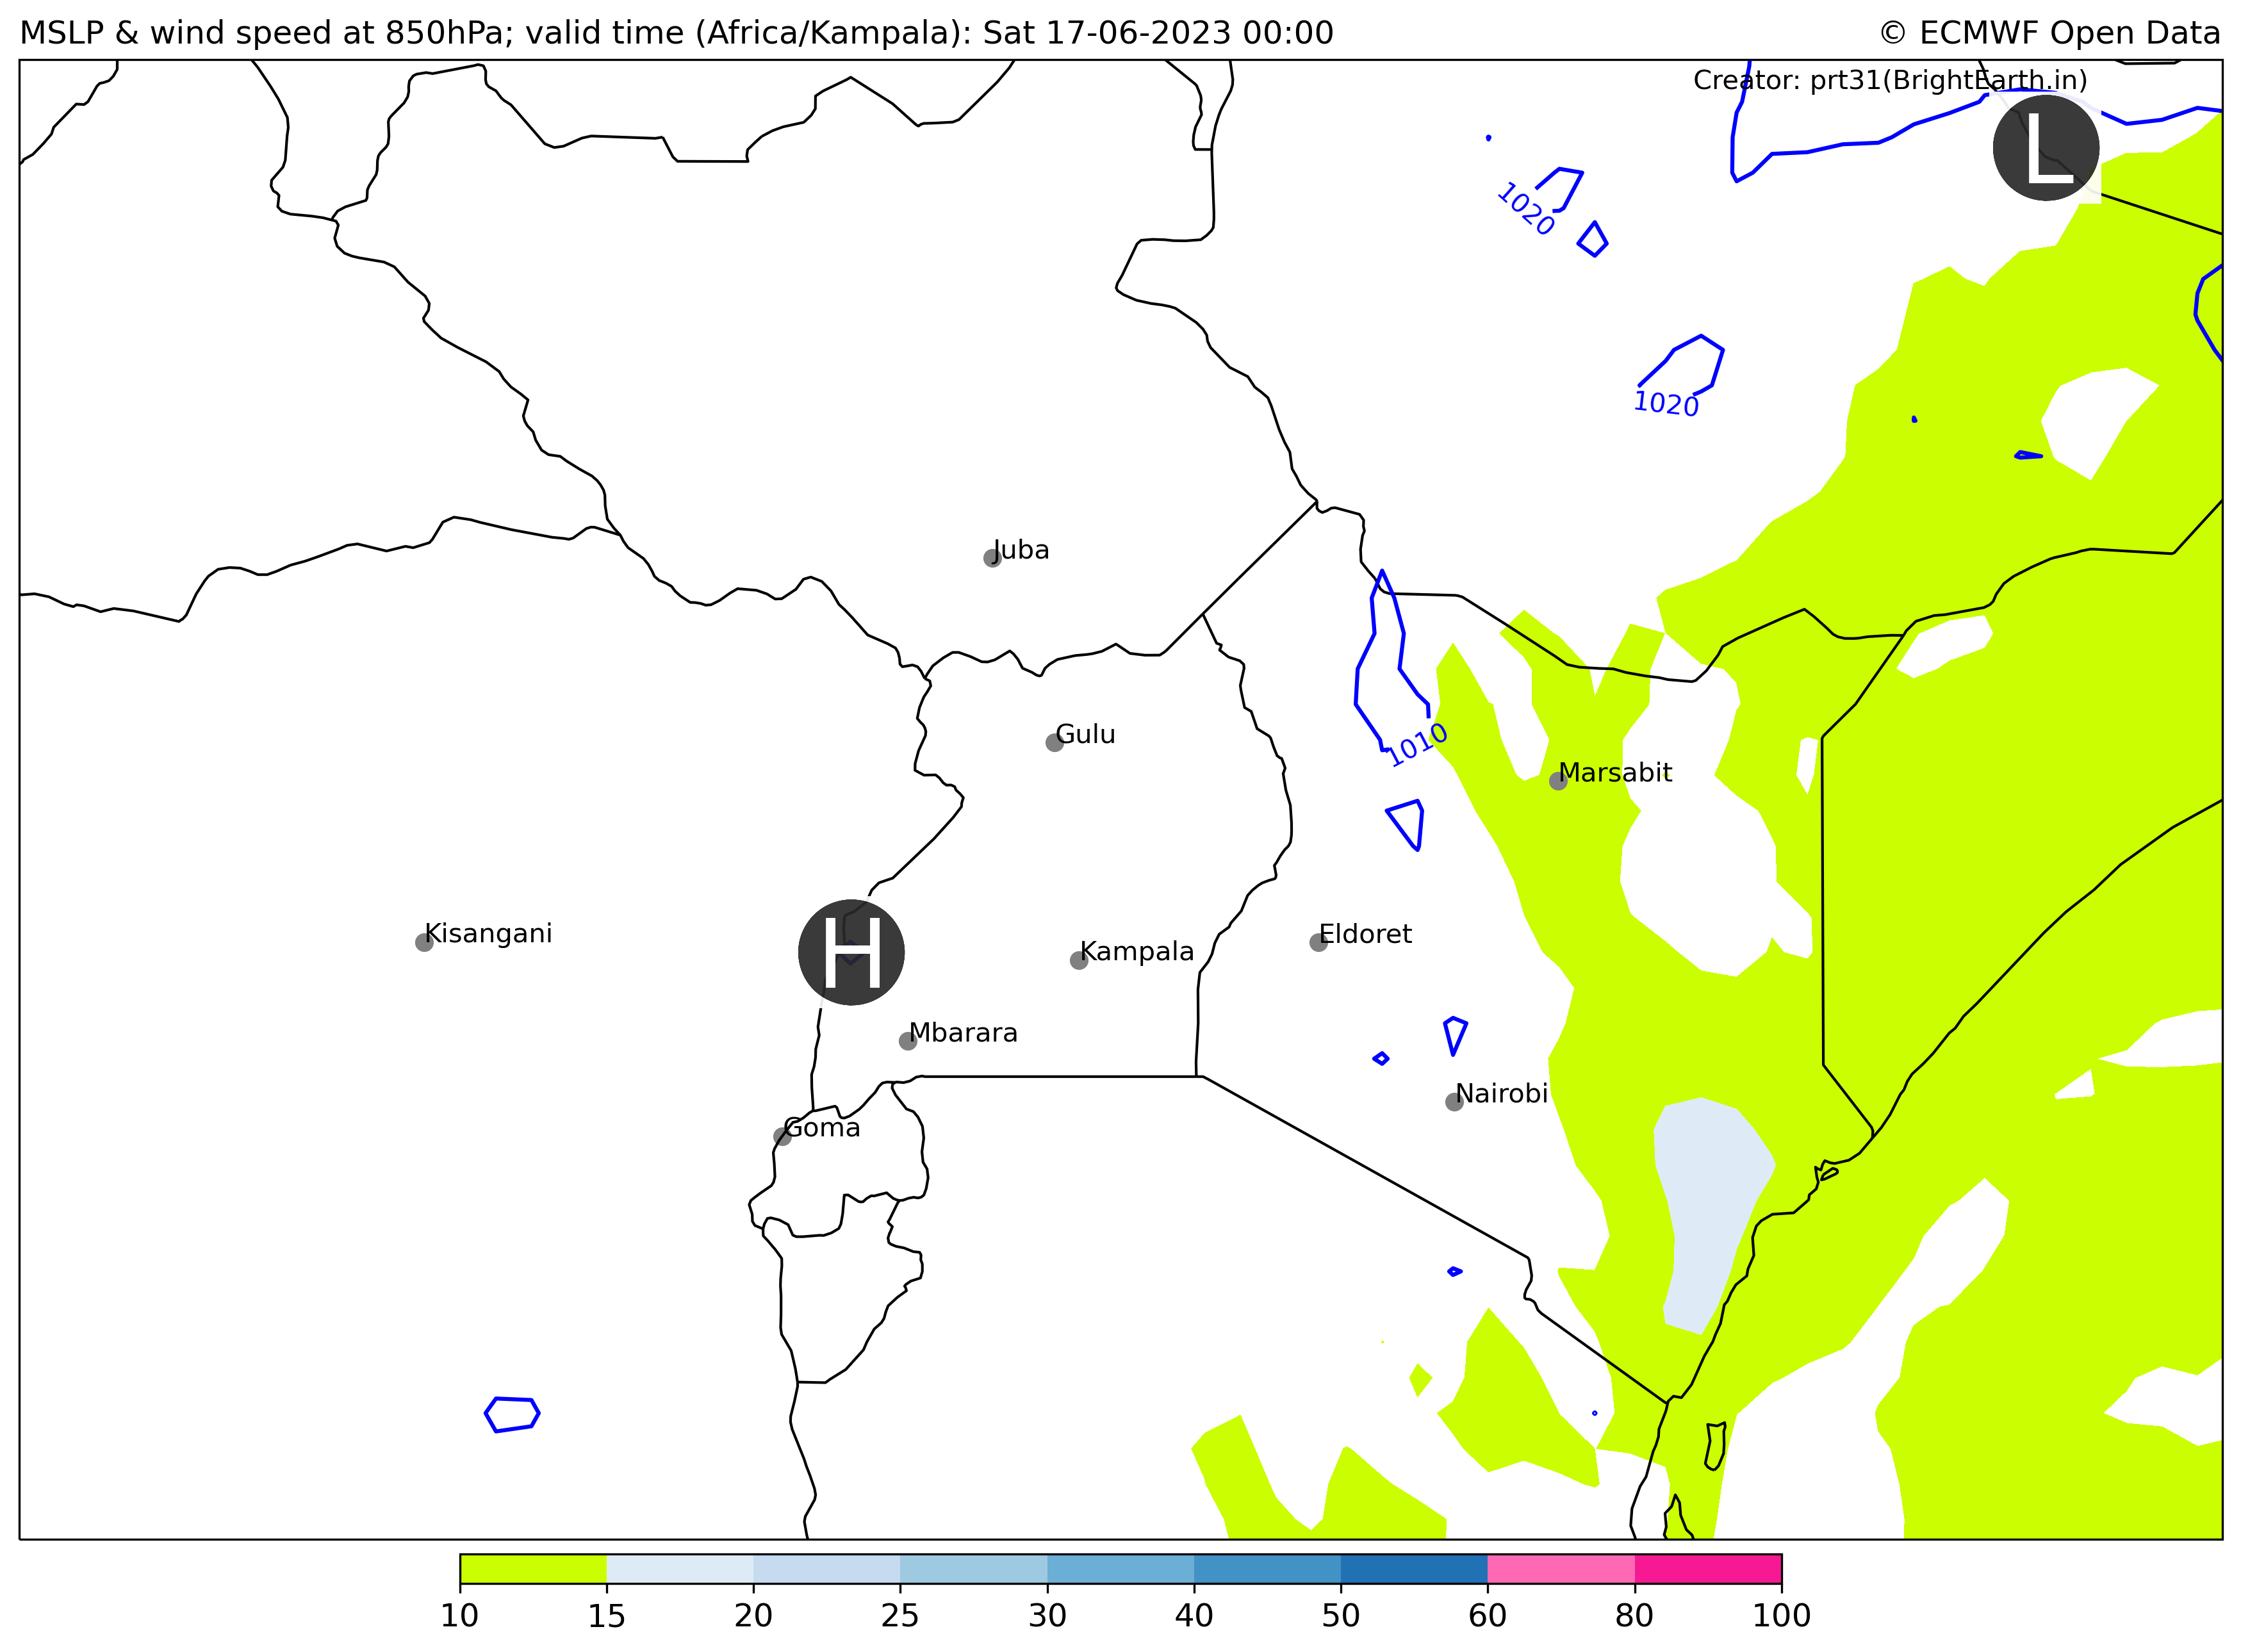 MSLP & wind speed at 850hPa; valid time (Africa/Kampala): Sat 17-06-2023 00:00
© ECMWF Open Data
Creator: prt31(BrightEarth.in)
L
1020
1020
Juba
1010
Gulu
Marsabit
Kisangani
Eldoret
H
Kampala
Mbarara
Nairobi
Goma
10 15 20 25 30 40 50 60 80 100